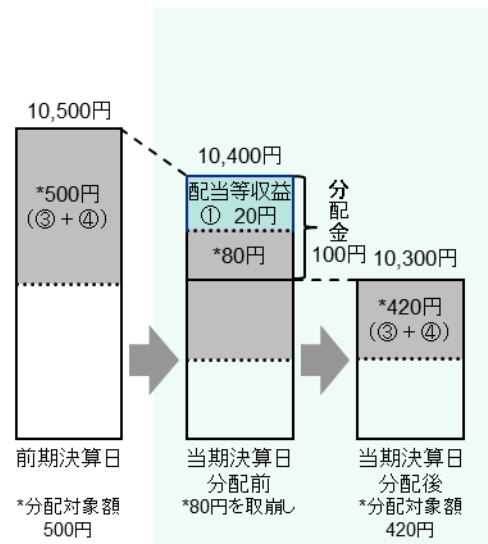 10,500円
*500円
(③+④)
前期決算日
*分配対象額
500円
10,400円
配当等収益
① 20円
*80円
分配金
100円
当期決算日
分配前
*80円を取崩し
10,300円
*420円
(③+④)
当期決算日
分配後
*分配対象額
420円